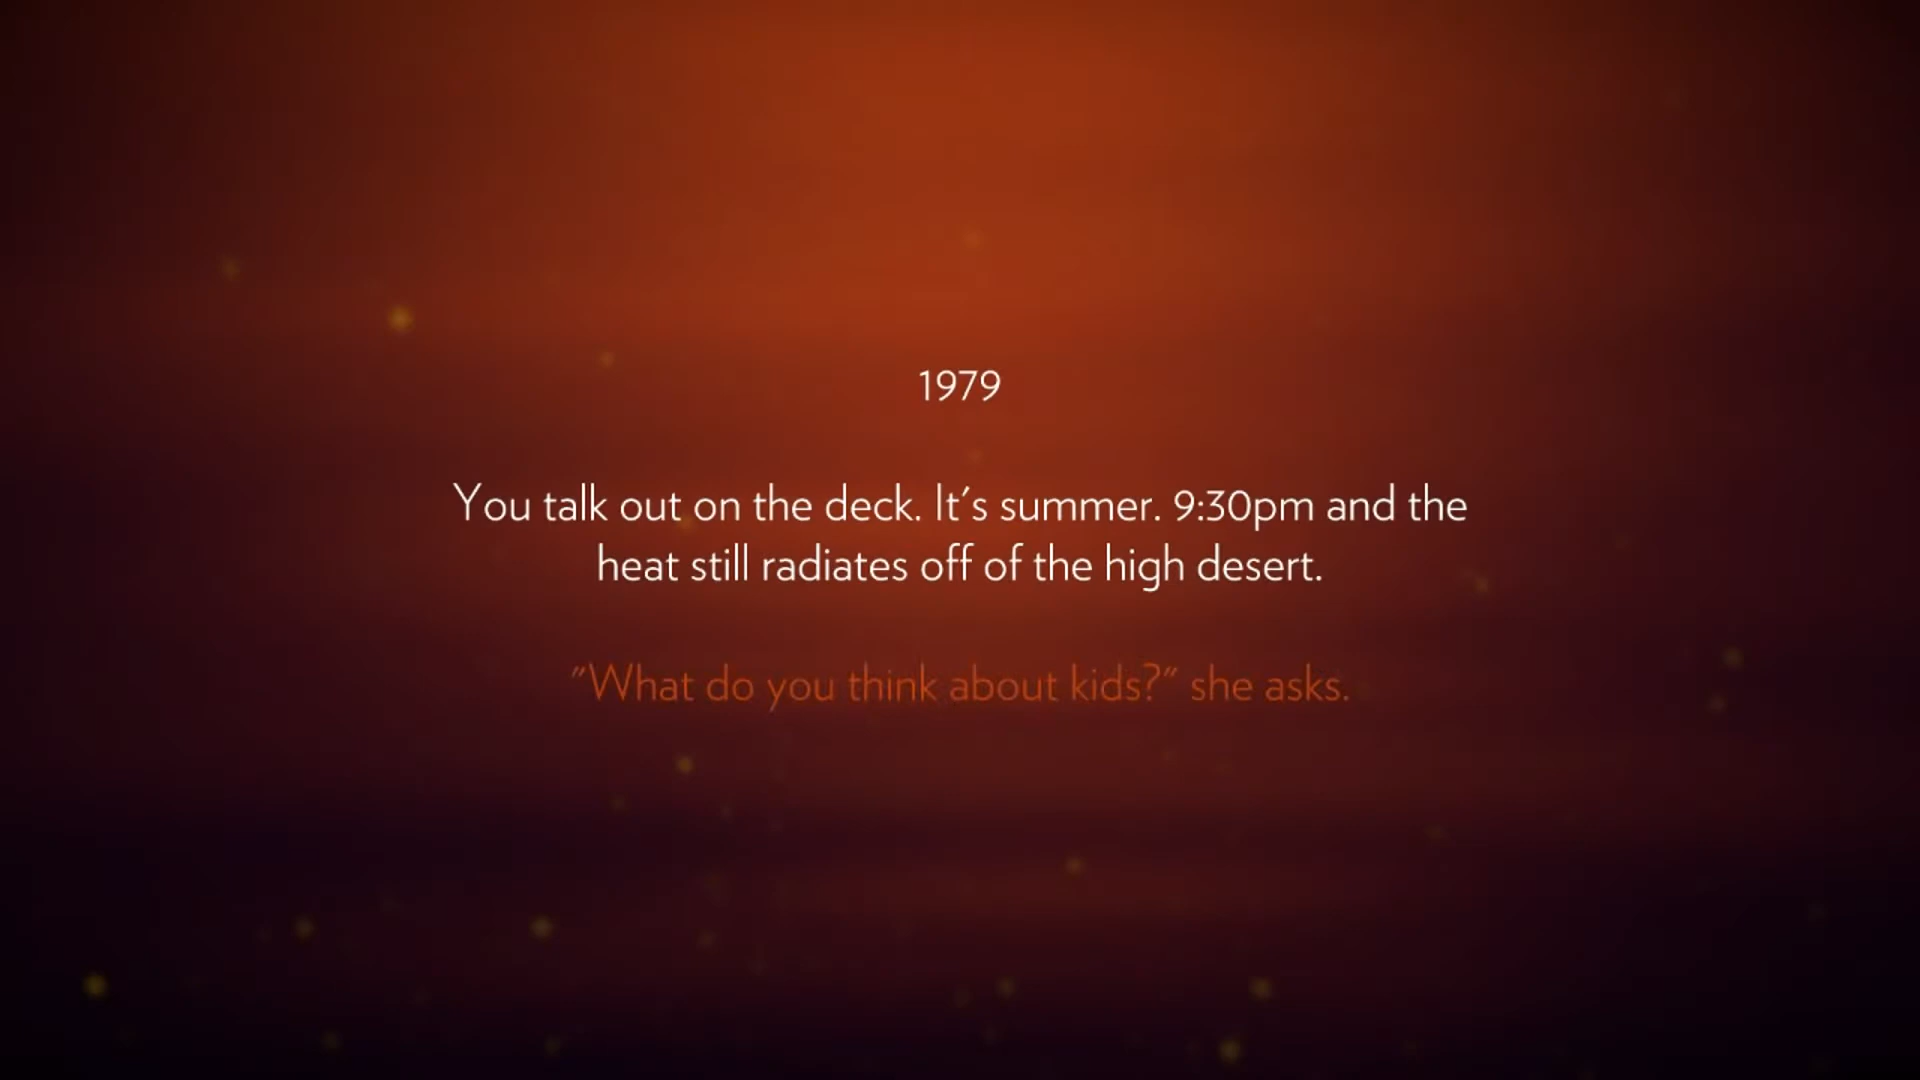 1979
You talk out on the deck. It's summer. 9:30pm and the
heat still radiates off of the high desert.
"What do you think about kids?" she asks.